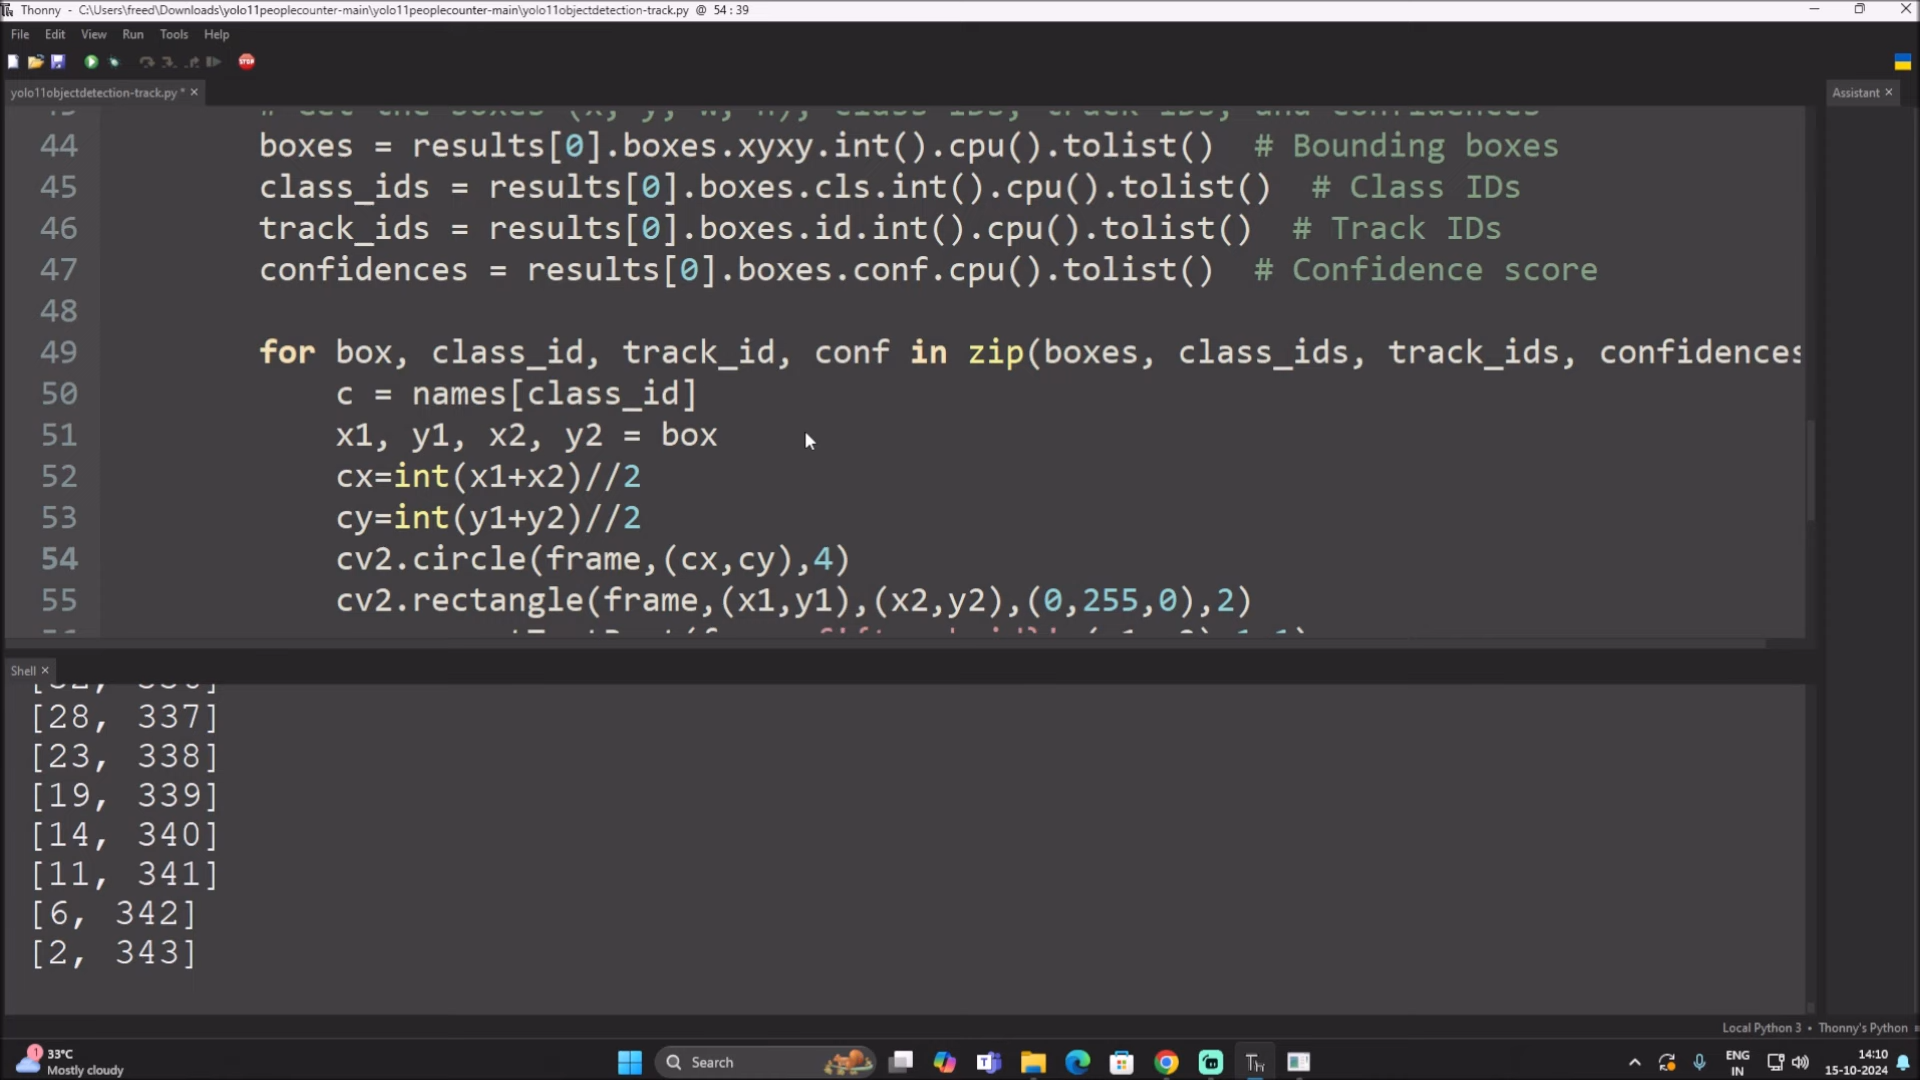 Thonny - C:\Users\freed\Downloads\yolo11peoplecounter-main\yolo11peoplecounter-main\yolo11objectdetection-track.py @ 54:39
File Edit View Run Tools Help
STOP
yolo11objectdetection-track.py * ×
Assistant ×
44 boxes = results[0].boxes.xyxy.int().cpu().tolist()  # Bounding boxes
45 class_ids = results[0].boxes.cls.int().cpu().tolist()  # Class IDs
46 track_ids = results[0].boxes.id.int().cpu().tolist()  # Track IDs
47 confidences = results[0].boxes.conf.cpu().tolist()  # Confidence score
48
49 for box, class_id, track_id, conf in zip(boxes, class_ids, track_ids, confidences
50 c = names[class_id]
51 x1, y1, x2, y2 = box
52 cx=int(x1+x2)//2
53 cy=int(y1+y2)//2
54 cv2.circle(frame,(cx,cy),4)
55 cv2.rectangle(frame,(x1,y1),(x2,y2),(0,255,0),2)
Shell ×
[28, 337]
[23, 338]
[19, 339]
[14, 340]
[11, 341]
[6, 342]
[2, 343]
Local Python 3 • Thonny's Python
1
33°C
Mostly cloudy
Search
Th
ENG
IN
14:10
15-10-2024